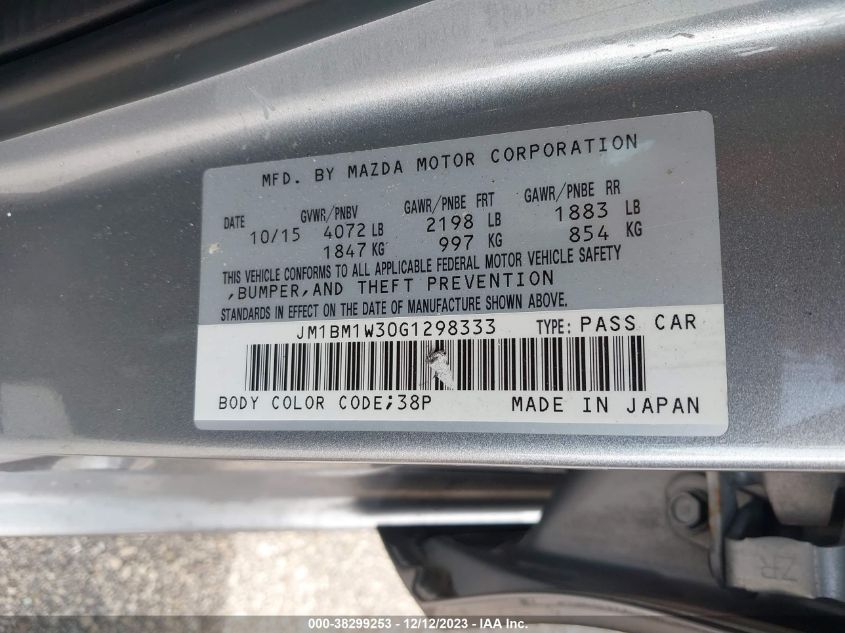 MFD. BY MAZDA MOTOR CORPORATION
DATE GVWR/PNBV GAWR/PNBE FRT GAWR/PNBE RR
10/15 4072 LB 2198 LB 1883 LB
1847 KG 997 KG 854 KG
THIS VEHICLE CONFORMS TO ALL APPLICABLE FEDERAL MOTOR VEHICLE SAFETY
,BUMPER,AND THEFT PREVENTION
STANDARDS IN EFFECT ON THE DATE OF MANUFACTURE SHOWN ABOVE.
JM1BM1W30G1298333 TYPE: PASS CAR
BODY COLOR CODE;38P MADE IN JAPAN
ZR
000-38299253 - 12/12/2023 - IAA Inc.